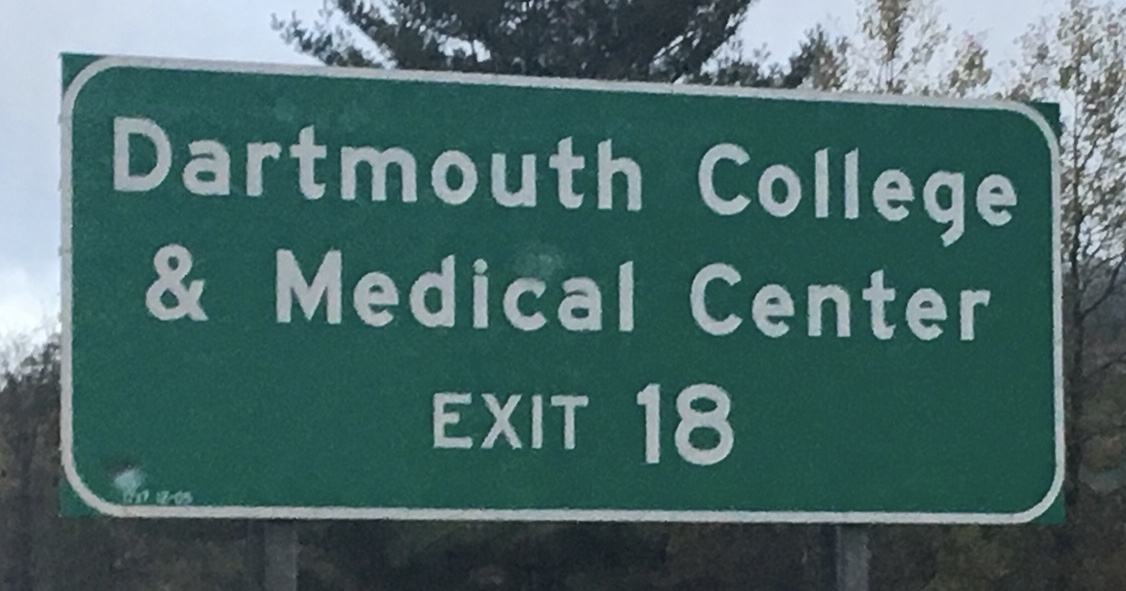 Dartmouth College
& Medical Center
EXIT 18